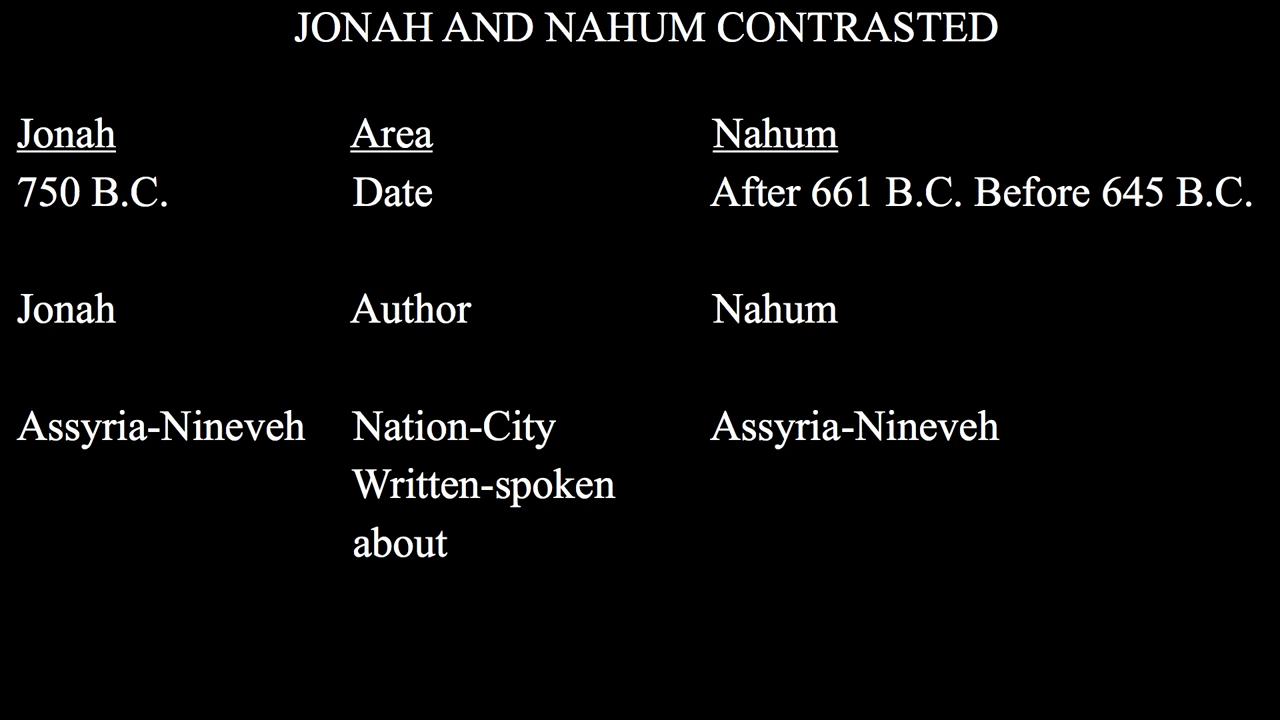 JONAH AND NAHUM CONTRASTED
Jonah Area Nahum
750 B.C. Date After 661 B.C. Before 645 B.C.
Jonah Author Nahum
Assyria-Nineveh Nation-City Assyria-Nineveh
Written-spoken
about